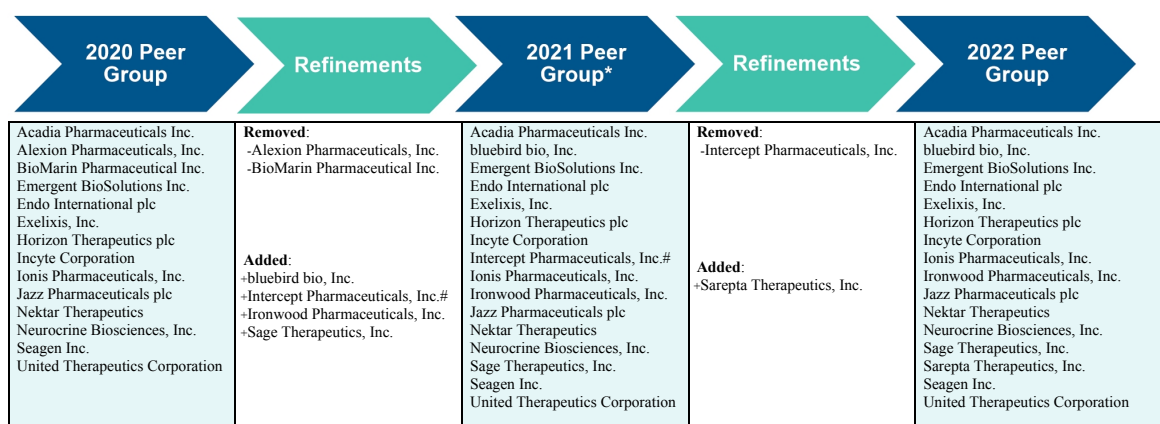 2020 Peer
Group
Refinements
2021 Peer
Group*
Refinements
2022 Peer
Group
Acadia Pharmaceuticals Inc.
Alexion Pharmaceuticals, Inc.
BioMarin Pharmaceutical Inc.
Emergent BioSolutions Inc.
Endo International plc
Exelixis, Inc.
Horizon Therapeutics plc
Incyte Corporation
Ionis Pharmaceuticals, Inc.
Jazz Pharmaceuticals plc
Nektar Therapeutics
Neurocrine Biosciences, Inc.
Seagen Inc.
United Therapeutics Corporation
Removed:
-Alexion Pharmaceuticals, Inc.
-BioMarin Pharmaceutical Inc.
Added:
+bluebird bio, Inc.
+Intercept Pharmaceuticals, Inc.#
+Ironwood Pharmaceuticals, Inc.
+Sage Therapeutics, Inc.
Acadia Pharmaceuticals Inc.
bluebird bio, Inc.
Emergent BioSolutions Inc.
Endo International plc
Exelixis, Inc.
Horizon Therapeutics plc
Incyte Corporation
Intercept Pharmaceuticals, Inc.#
Ionis Pharmaceuticals, Inc.
Ironwood Pharmaceuticals, Inc.
Jazz Pharmaceuticals plc
Nektar Therapeutics
Neurocrine Biosciences, Inc.
Sage Therapeutics, Inc.
Seagen Inc.
United Therapeutics Corporation
Removed:
-Intercept Pharmaceuticals, Inc.
Added:
+Sarepta Therapeutics, Inc.
Acadia Pharmaceuticals Inc.
bluebird bio, Inc.
Emergent BioSolutions Inc.
Endo International plc
Exelixis, Inc.
Horizon Therapeutics plc
Incyte Corporation
Ionis Pharmaceuticals, Inc.
Ironwood Pharmaceuticals, Inc.
Jazz Pharmaceuticals plc
Nektar Therapeutics
Neurocrine Biosciences, Inc.
Sage Therapeutics, Inc.
Sarepta Therapeutics, Inc.
Seagen Inc.
United Therapeutics Corporation